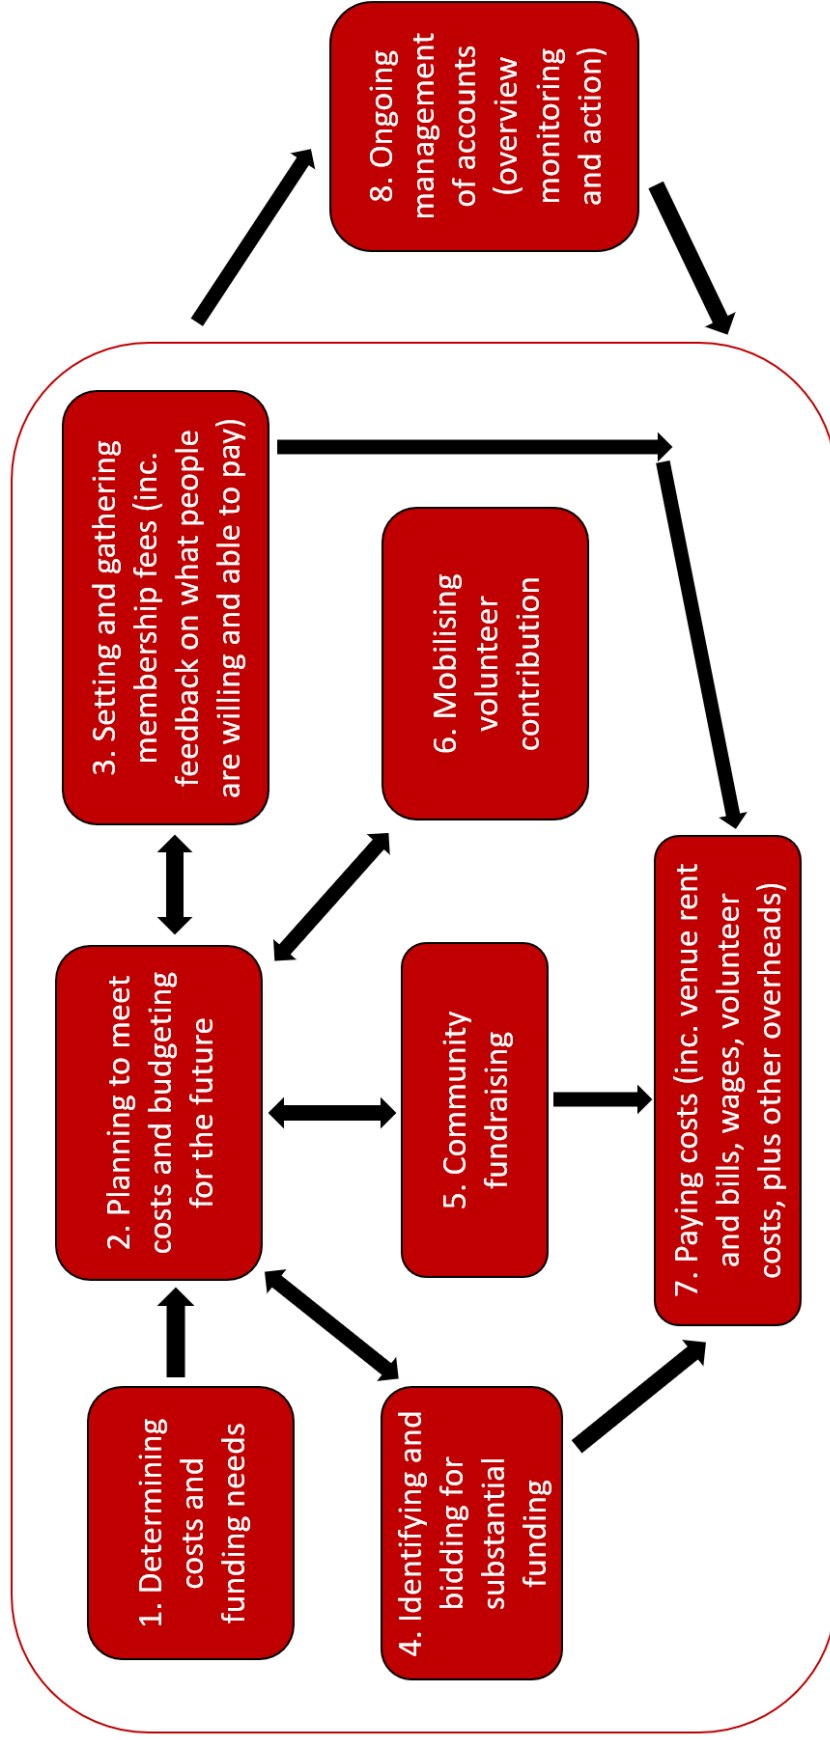 1. Determining
costs and
funding needs
2. Planning to meet
costs and budgeting
for the future
3. Setting and gathering
membership fees (inc.
feedback on what people
are willing and able to pay)
4. Identifying and
bidding for
substantial
funding
5. Community
fundraising
6. Mobilising
volunteer
contribution
7. Paying costs (inc. venue rent
and bills, wages, volunteer
costs, plus other overheads)
8. Ongoing
management
of accounts
(overview
monitoring
and action)